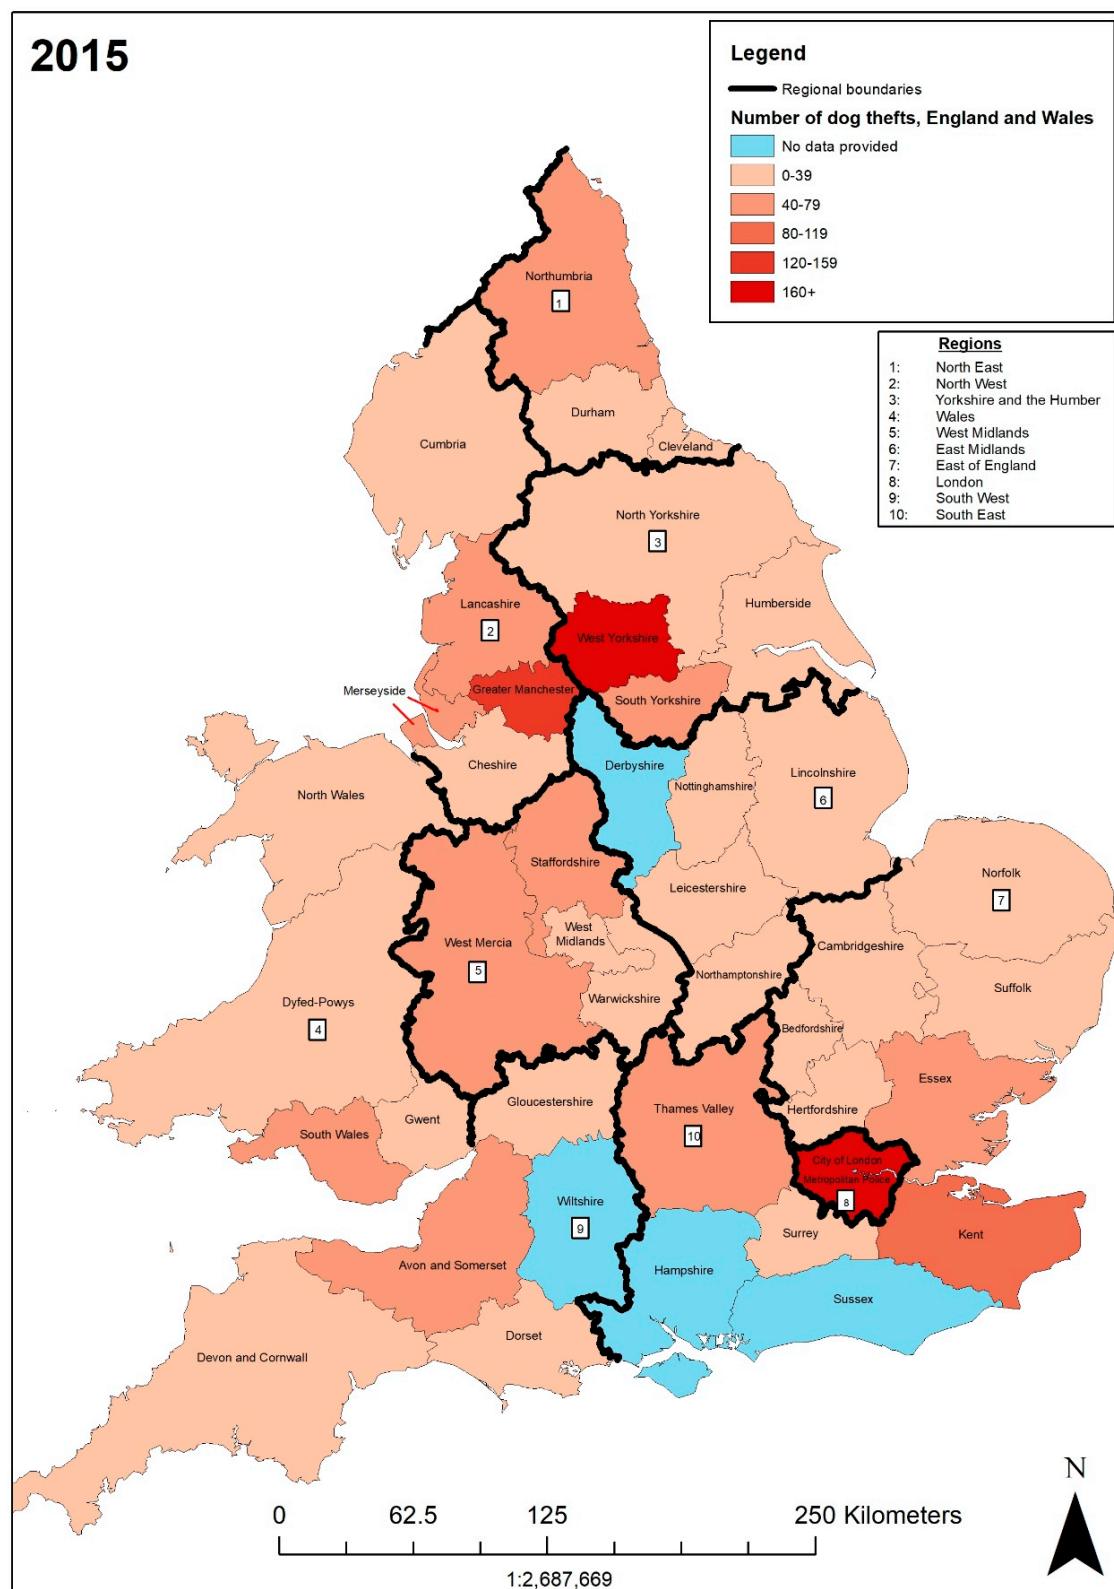 2015
Legend
Regional boundaries
Number of dog thefts, England and Wales
No data provided
0-39
40-79
80-119
120-159
160+
Regions
1: North East
2: North West
3: Yorkshire and the Humber
4: Wales
5: West Midlands
6: East Midlands
7: East of England
8: London
9: South West
10: South East
Northumbria
1
Durham
Cleveland
Cumbria
North Yorkshire
3
Humberside
Lancashire
2
West Yorkshire
Merseyside
Greater Manchester
South Yorkshire
Cheshire
Derbyshire
Nottinghamshire
Lincolnshire
6
North Wales
Staffordshire
Leicestershire
Norfolk
7
West Mercia
5
West
Midlands
Cambridgeshire
Northamptonshire
Suffolk
Warwickshire
Dyfed-Powys
4
Bedfordshire
Essex
Gloucestershire
Thames Valley
10
Hertfordshire
Gwent
South Wales
City of London
Metropolitan Police
8
Wiltshire
9
Surrey
Kent
Avon and Somerset
Hampshire
Sussex
Dorset
Devon and Cornwall
N
0 62.5 125 250 Kilometers
1:2,687,669